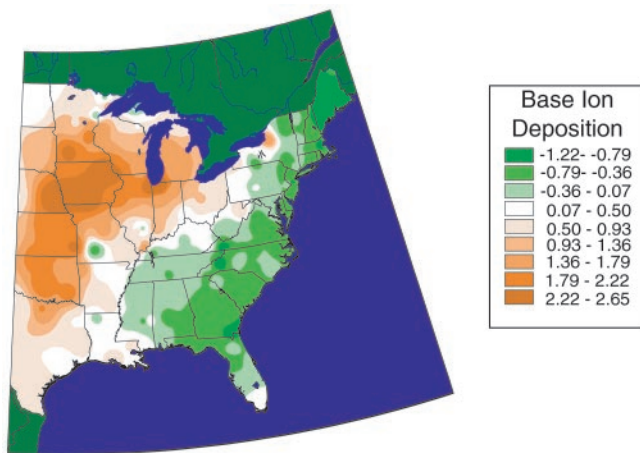 Base Ion
Deposition
-1.22- -0.79
-0.79- -0.36
-0.36 - 0.07
0.07 - 0.50
0.50 - 0.93
0.93 - 1.36
1.36 - 1.79
1.79 - 2.22
2.22 - 2.65